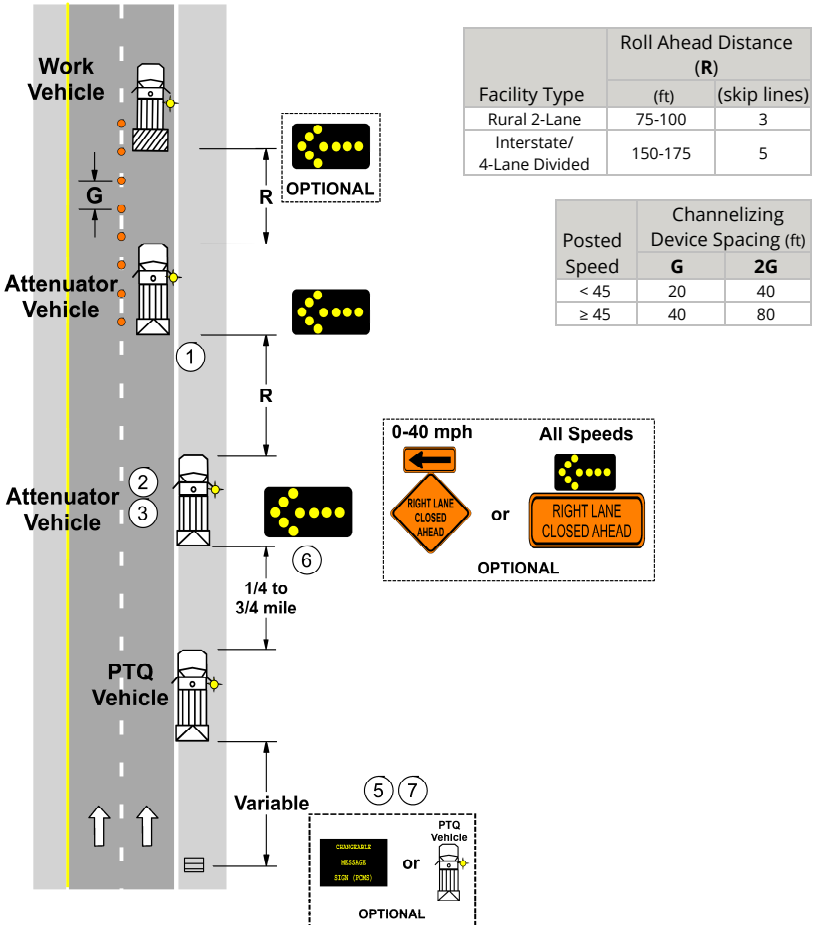 Work
Vehicle
G
Attenuator
Vehicle
R
OPTIONAL
1
R
Attenuator
Vehicle
2
3
6
1/4 to
3/4 mile
PTQ
Vehicle
Variable
Roll Ahead Distance
(R)
Facility Type (ft) (skip lines)
Rural 2-Lane 75-100 3
Interstate/
4-Lane Divided 150-175 5
Channelizing
Posted Device Spacing (ft)
Speed G 2G
< 45 20 40
≥ 45 40 80
0-40 mph All Speeds
RIGHT LANE
CLOSED
AHEAD
or
RIGHT LANE
CLOSED AHEAD
OPTIONAL
5 7
CHANGEABLE
MESSAGE
SIGN (PCMS)
or
PTQ
Vehicle
OPTIONAL